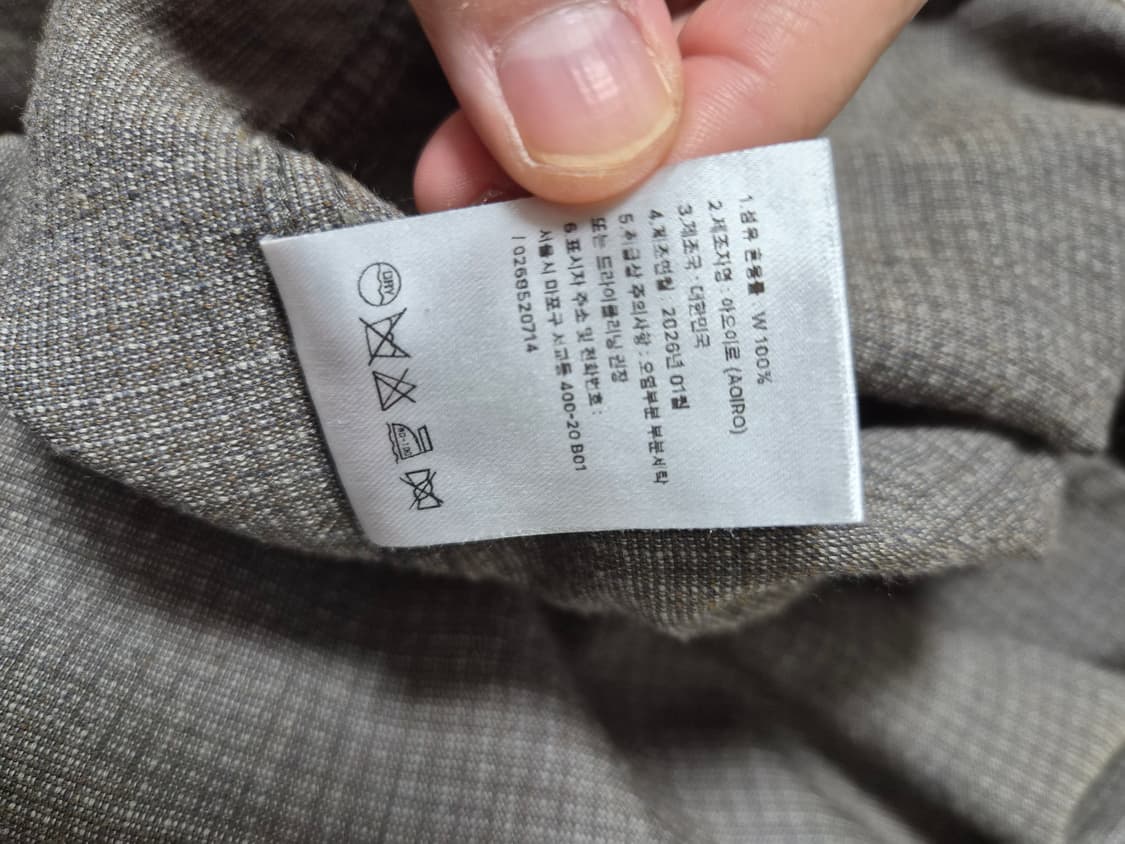 1.섬유 혼용률 W 100%
2.제조자명 : 아오이로 (AOIRO)
3.제조국 : 대한민국
4.제조연월 : 2026년 01월
5.취급상 주의사항 : 오염부분 부분세탁
또는 드라이클리닝 권장
6.표시자 주소 및 전화번호 :
서울시 마포구 서교동 400-20 B01
/ 0268520714
DRY